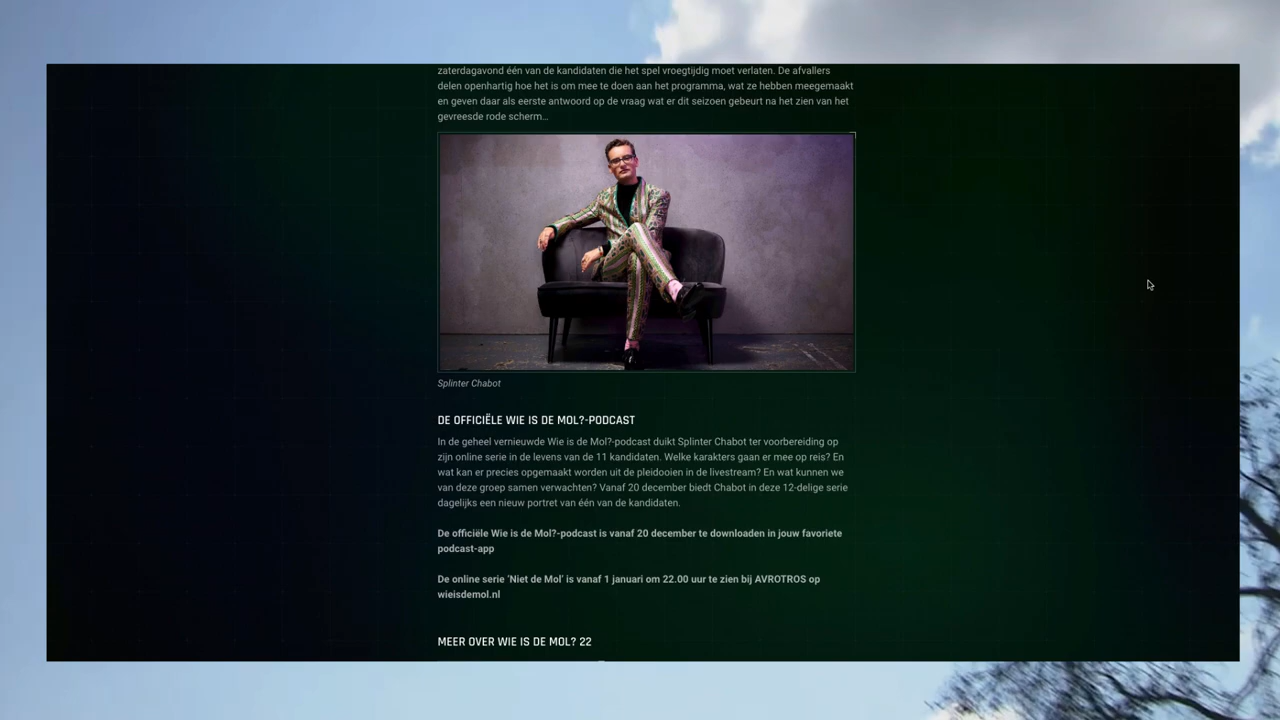 zaterdagavond één van de kandidaten die het spel vroegtijdig moet verlaten. De afvallers
delen openhartig hoe het is om mee te doen aan het programma, wat ze hebben meegemaakt
en geven daar als eerste antwoord op de vraag wat er dit seizoen gebeurt na het zien van het
gevreesde rode scherm…
Splinter Chabot
DE OFFICIËLE WIE IS DE MOL?-PODCAST
In de geheel vernieuwde Wie is de Mol?-podcast duikt Splinter Chabot ter voorbereiding op
zijn online serie in de levens van de 11 kandidaten. Welke karakters gaan er mee op reis? En
wat kan er precies opgemaakt worden uit de pleidooien in de livestream? En wat kunnen we
van deze groep samen verwachten? Vanaf 20 december biedt Chabot in deze 12-delige serie
dagelijks een nieuw portret van één van de kandidaten.
De officiële Wie is de Mol?-podcast is vanaf 20 december te downloaden in jouw favoriete
podcast-app
De online serie ‘Niet de Mol’ is vanaf 1 januari om 22.00 uur te zien bij AVROTROS op
wieisdemol.nl
MEER OVER WIE IS DE MOL? 22